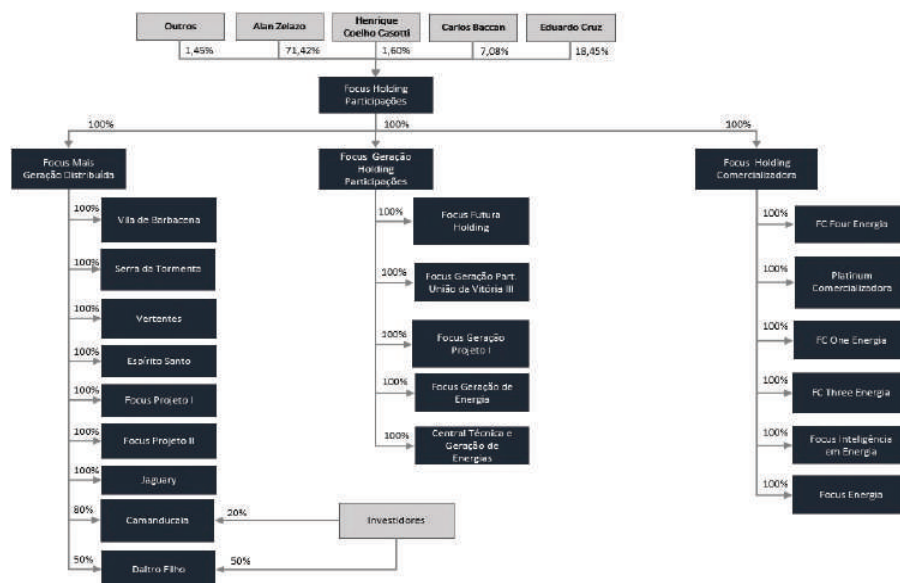 Outros
Alan Zelazo
Henrique
Coelho Casotti
Carlos Baccan
Eduardo Cruz
1,45%
71,42%
1,60%
7,08%
18,45%
Focus Holding
Participações
100%
100%
100%
Focus Mais
Geração Distribuída
Focus Geração
Holding
Participações
Focus Holding
Comercializadora
100%
Vila de Barbacena
100%
Serra da Tormenta
100%
Vertentes
100%
Espírito Santo
100%
Focus Projeto I
100%
Focus Projeto II
100%
Jaguary
80%
Camanducaia
20%
Investidores
50%
Daltro Filho
50%
100%
Focus Futura
Holding
100%
Focus Geração Part.
União da Vitória III
100%
Focus Geração
Projeto I
100%
Focus Geração de
Energia
100%
Central Técnica e
Geração de
Energias
100%
FC Four Energia
100%
Platinum
Comercializadora
100%
FC One Energia
100%
FC Three Energia
100%
Focus Inteligência
em Energia
100%
Focus Energia